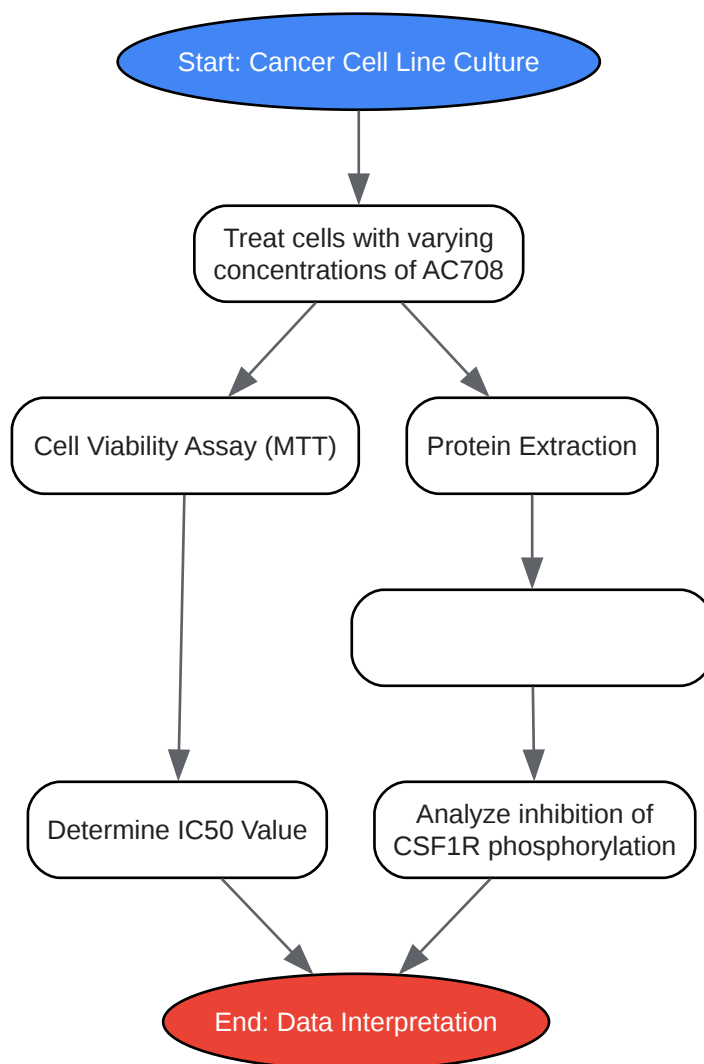 Start: Cancer Cell Line Culture
Treat cells with varying
concentrations of AC708
Cell Viability Assay (MTT)
Protein Extraction
Determine IC50 Value
Analyze inhibition of
CSF1R phosphorylation
End: Data Interpretation